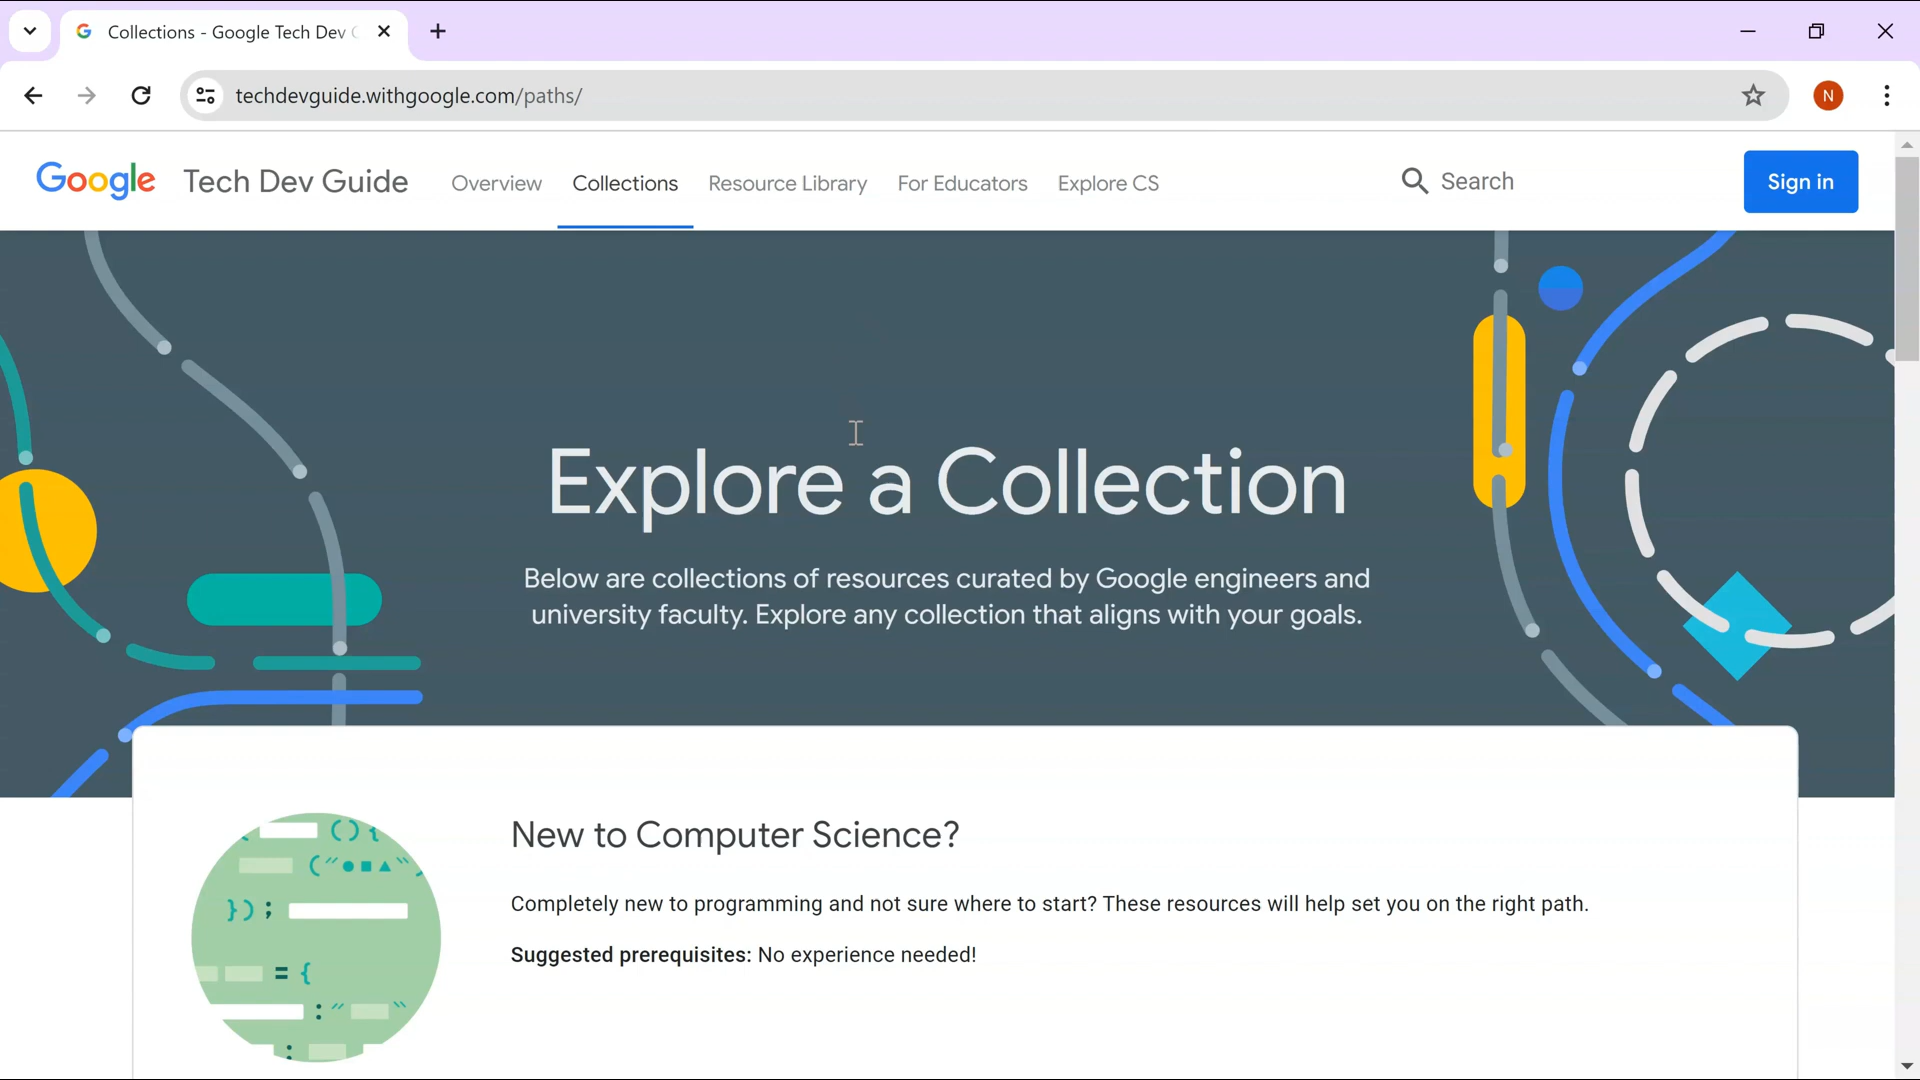 Collections - Google Tech Dev
techdevguide.withgoogle.com/paths/
N
Google Tech Dev Guide
Overview
Collections
Resource Library
For Educators
Explore CS
Search
Sign in
Explore a Collection
Below are collections of resources curated by Google engineers and
university faculty. Explore any collection that aligns with your goals.
New to Computer Science?
Completely new to programming and not sure where to start? These resources will help set you on the right path.
Suggested prerequisites: No experience needed!